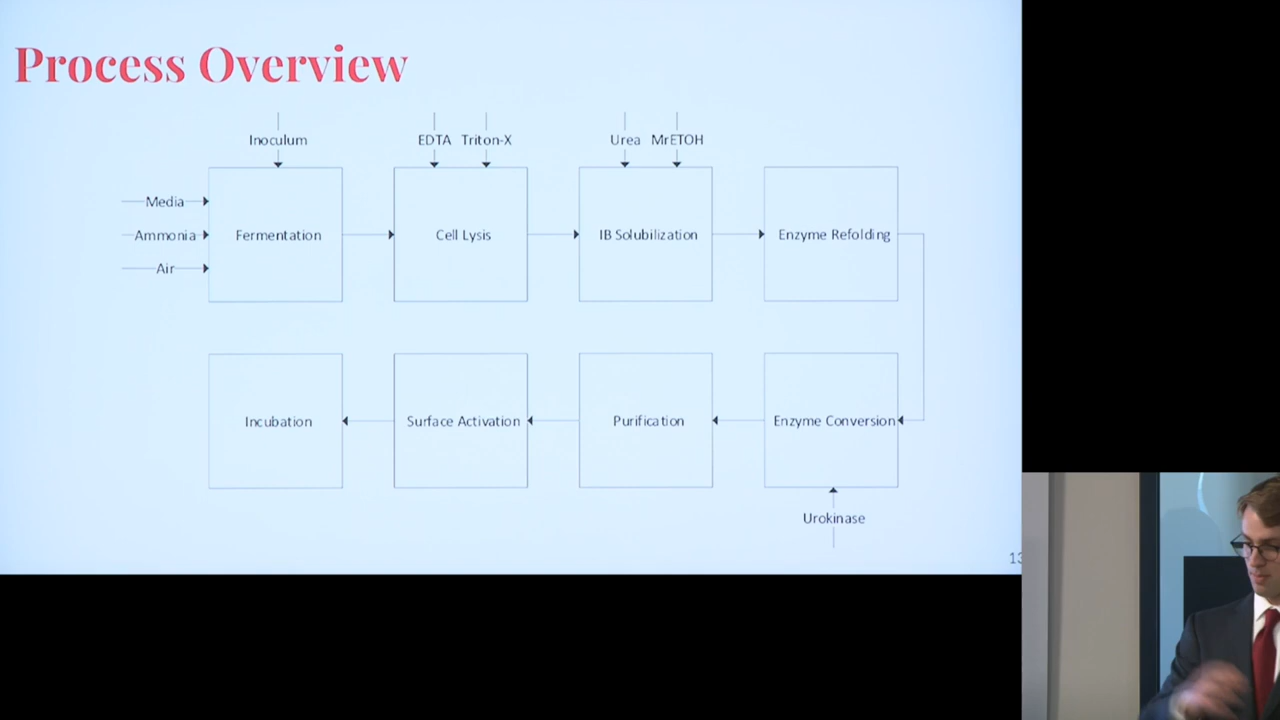 Process Overview
Inoculum
EDTA Triton-X
Urea MrETOH
Media
Ammonia
Air
Fermentation
Cell Lysis
IB Solubilization
Enzyme Refolding
Incubation
Surface Activation
Purification
Enzyme Conversion
Urokinase
13